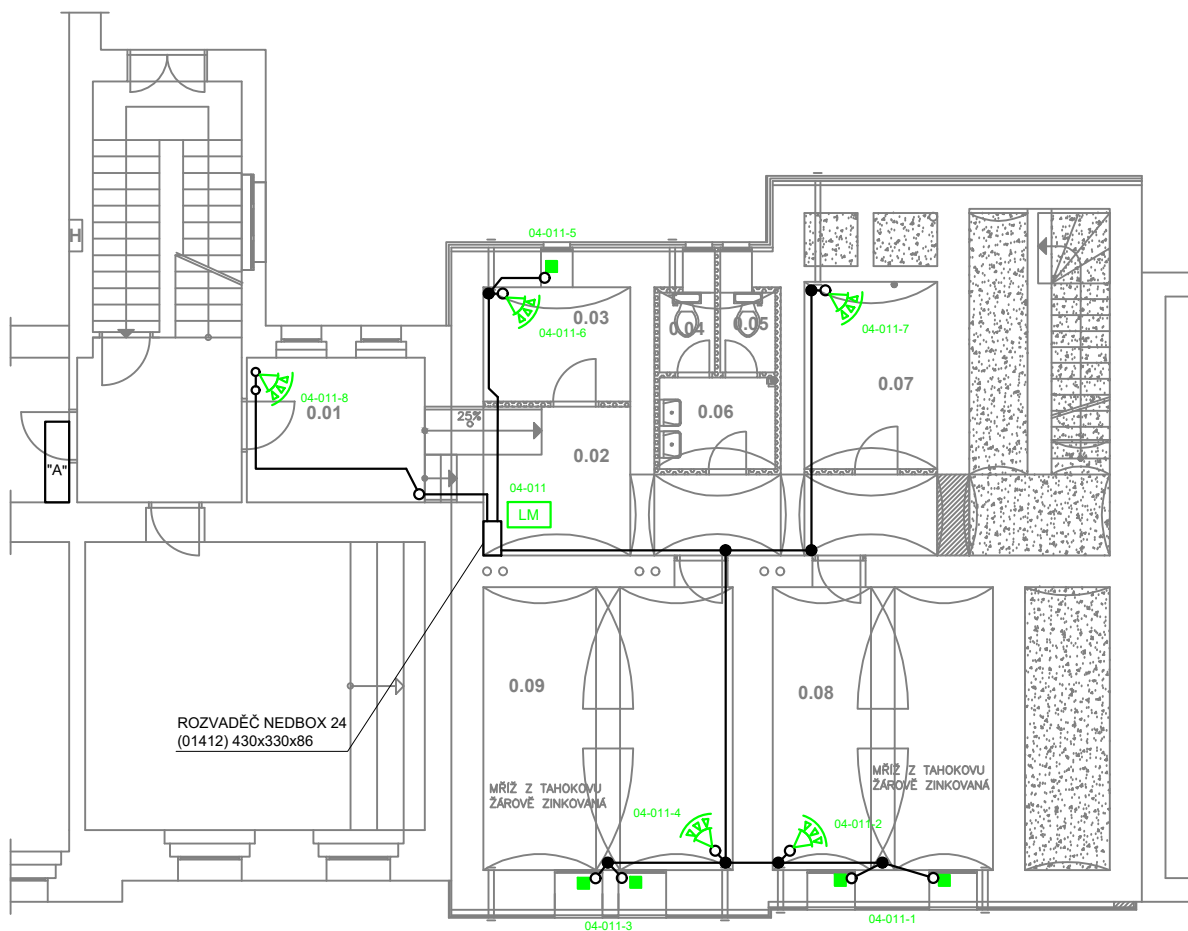 H
04-011-5
0.03
04-011-6
0.04
0.05
04-011-7
04-011-8
0.01
25%
0.06
0.07
"A"
0.02
04-011
LM
0.09
0.08
ROZVADĚČ NEDBOX 24
(01412) 430x330x86
MŘÍŽ Z TAHOKOVU
ŽÁROVĚ ZINKOVANÁ
MŘÍŽ Z TAHOKOVU
ŽÁROVĚ ZINKOVANÁ
04-011-4
04-011-2
04-011-3
04-011-1